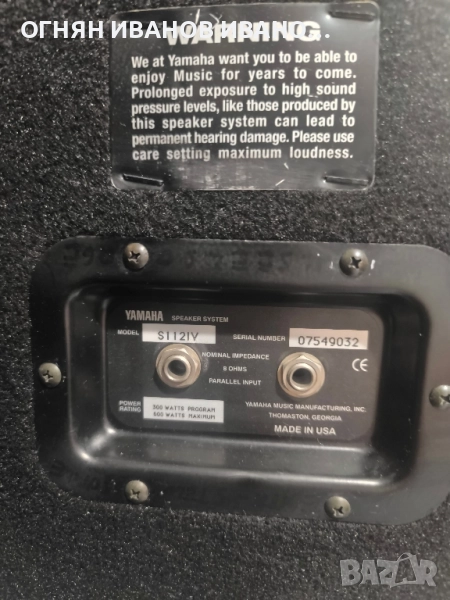 ОГНЯН ИВАНОВ ИВАНО...
WARNING
We at Yamaha want you to be able to
enjoy Music for years to come.
Prolonged exposure to high sound
pressure levels, like those produced by
this speaker system can lead to
permanent hearing damage. Please use
care setting maximum loudness.
YAMAHA SPEAKER SYSTEM
MODEL S112IV SERIAL NUMBER 07549032
NOMINAL IMPEDANCE
8 OHMS
PARALLEL INPUT
CE
POWER RATING 300 WATTS PROGRAM
600 WATTS MAXIMUM
YAMAHA MUSIC MANUFACTURING, INC.
THOMASTON, GEORGIA
MADE IN USA
BAZAR